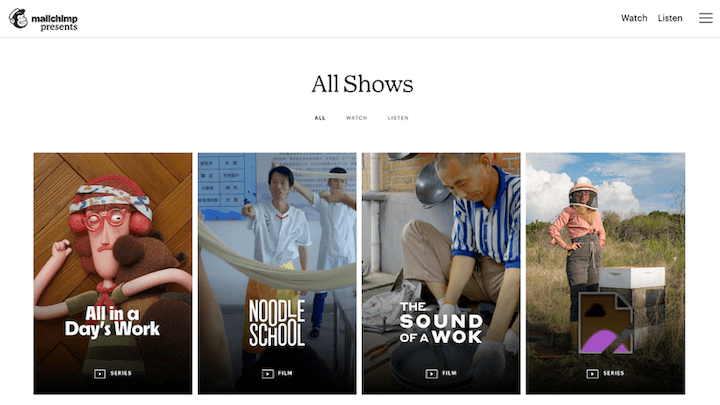 mailchimp
presents
Watch
Listen
All Shows
ALL
WATCH
LISTEN
All in a
Day's Work
SERIES
NOODLE
SCHOOL
FILM
THE
SOUND
OF A WOK
FILM
SERIES